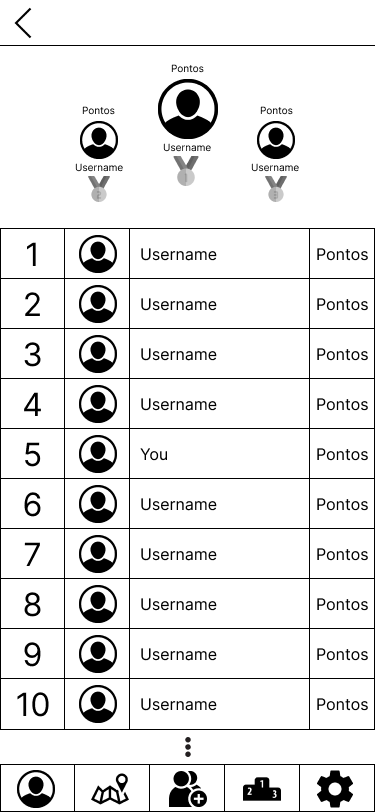 Pontos
Pontos
Pontos
Username
Username
Username
1 Username Pontos
2 Username Pontos
3 Username Pontos
4 Username Pontos
5 You Pontos
6 Username Pontos
7 Username Pontos
8 Username Pontos
9 Username Pontos
10 Username Pontos
2 1 3